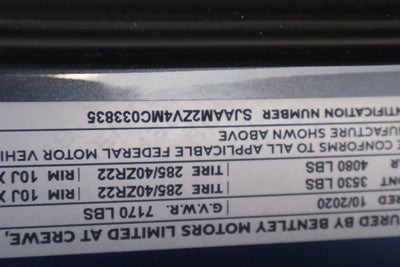 URED BY BENTLEY MOTORS LIMITED AT CREWE,
RED 10/2020 G.V.W.R. 7170 LBS
ONT 3530 LBS TIRE 285/40ZR22 RIM 10J X
R 4080 LBS TIRE 285/40ZR22 RIM 10J X
E CONFORMS TO ALL APPLICABLE FEDERAL MOTOR VEHI
UFACTURE SHOWN ABOVE
NTIFICATION NUMBER SJAAM2ZV4MC033835